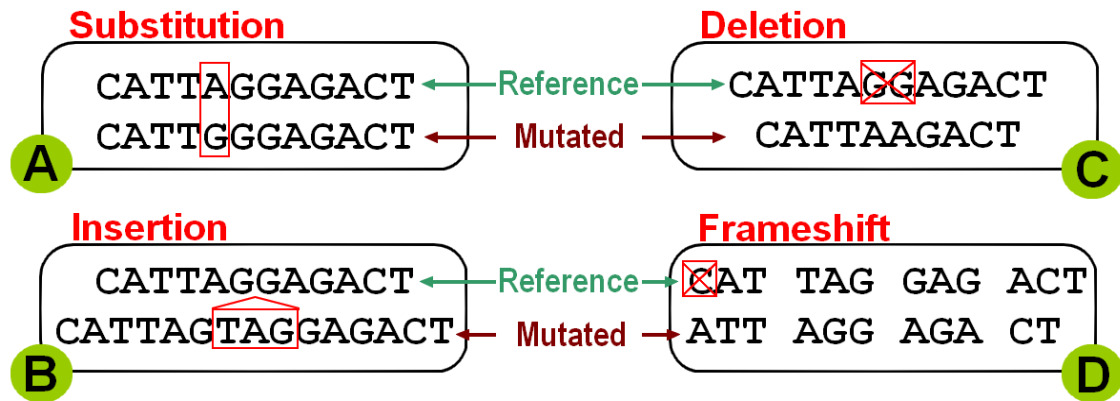 Substitution
CATTAGGAGACT
CATTGGGAGACT
A
Reference
Mutated
Deletion
CATTAGGAGACT
CATTAAGACT
C
Insertion
CATTAGGAGACT
CATTAGTAGGAGACT
B
Reference
Mutated
Frameshift
CAT TAG GAG ACT
ATT AGG AGA CT
D